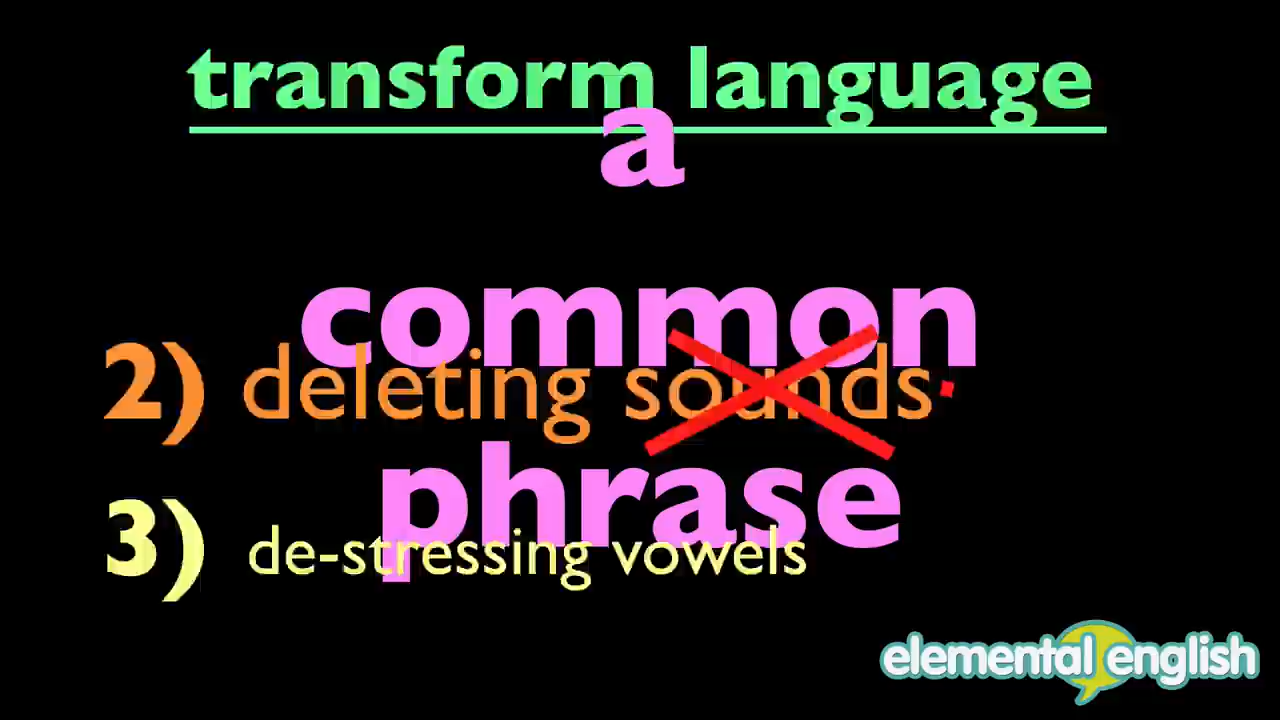 transform language
a
common
2) deleting sounds
phrase
3) de-stressing vowels
elemental english